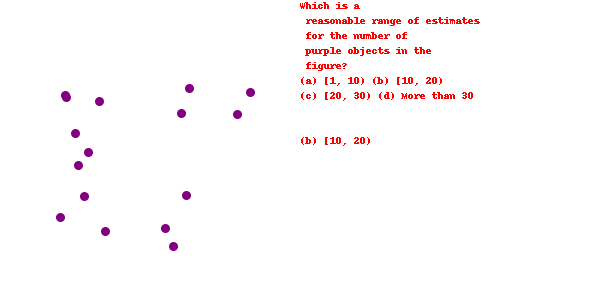 Which is a
reasonable range of estimates
for the number of
purple objects in the
figure?
(a) [1, 10) (b) [10, 20)
(c) [20, 30) (d) More than 30
(b) [10, 20)